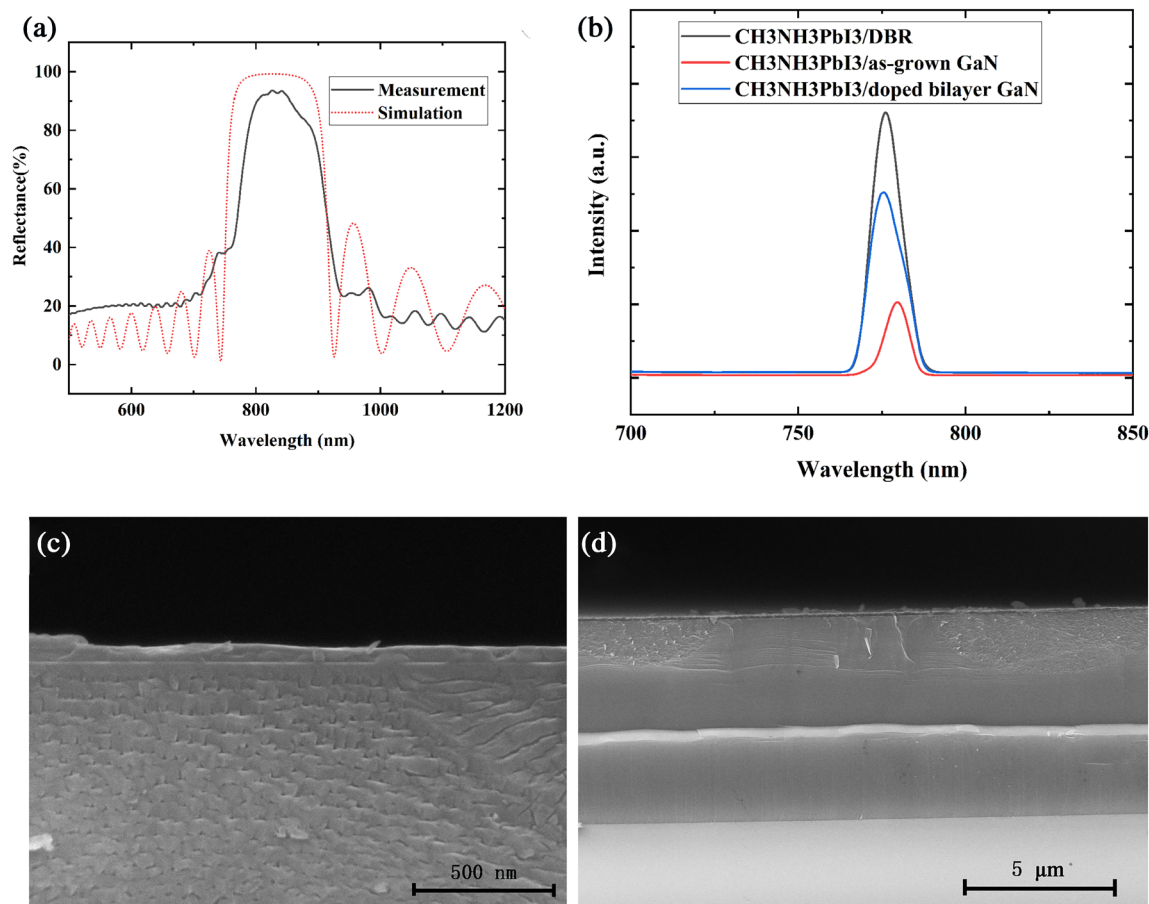 (a)
100
80
60
40
20
0
Reflectance(%)
Measurement
Simulation
600
800
1000
1200
Wavelength (nm)
(b)
CH3NH3PbI3/DBR
CH3NH3PbI3/as-grown GaN
CH3NH3PbI3/doped bilayer GaN
Intensity (a.u.)
700
750
800
850
Wavelength (nm)
(c)
500 nm
(d)
5 μm